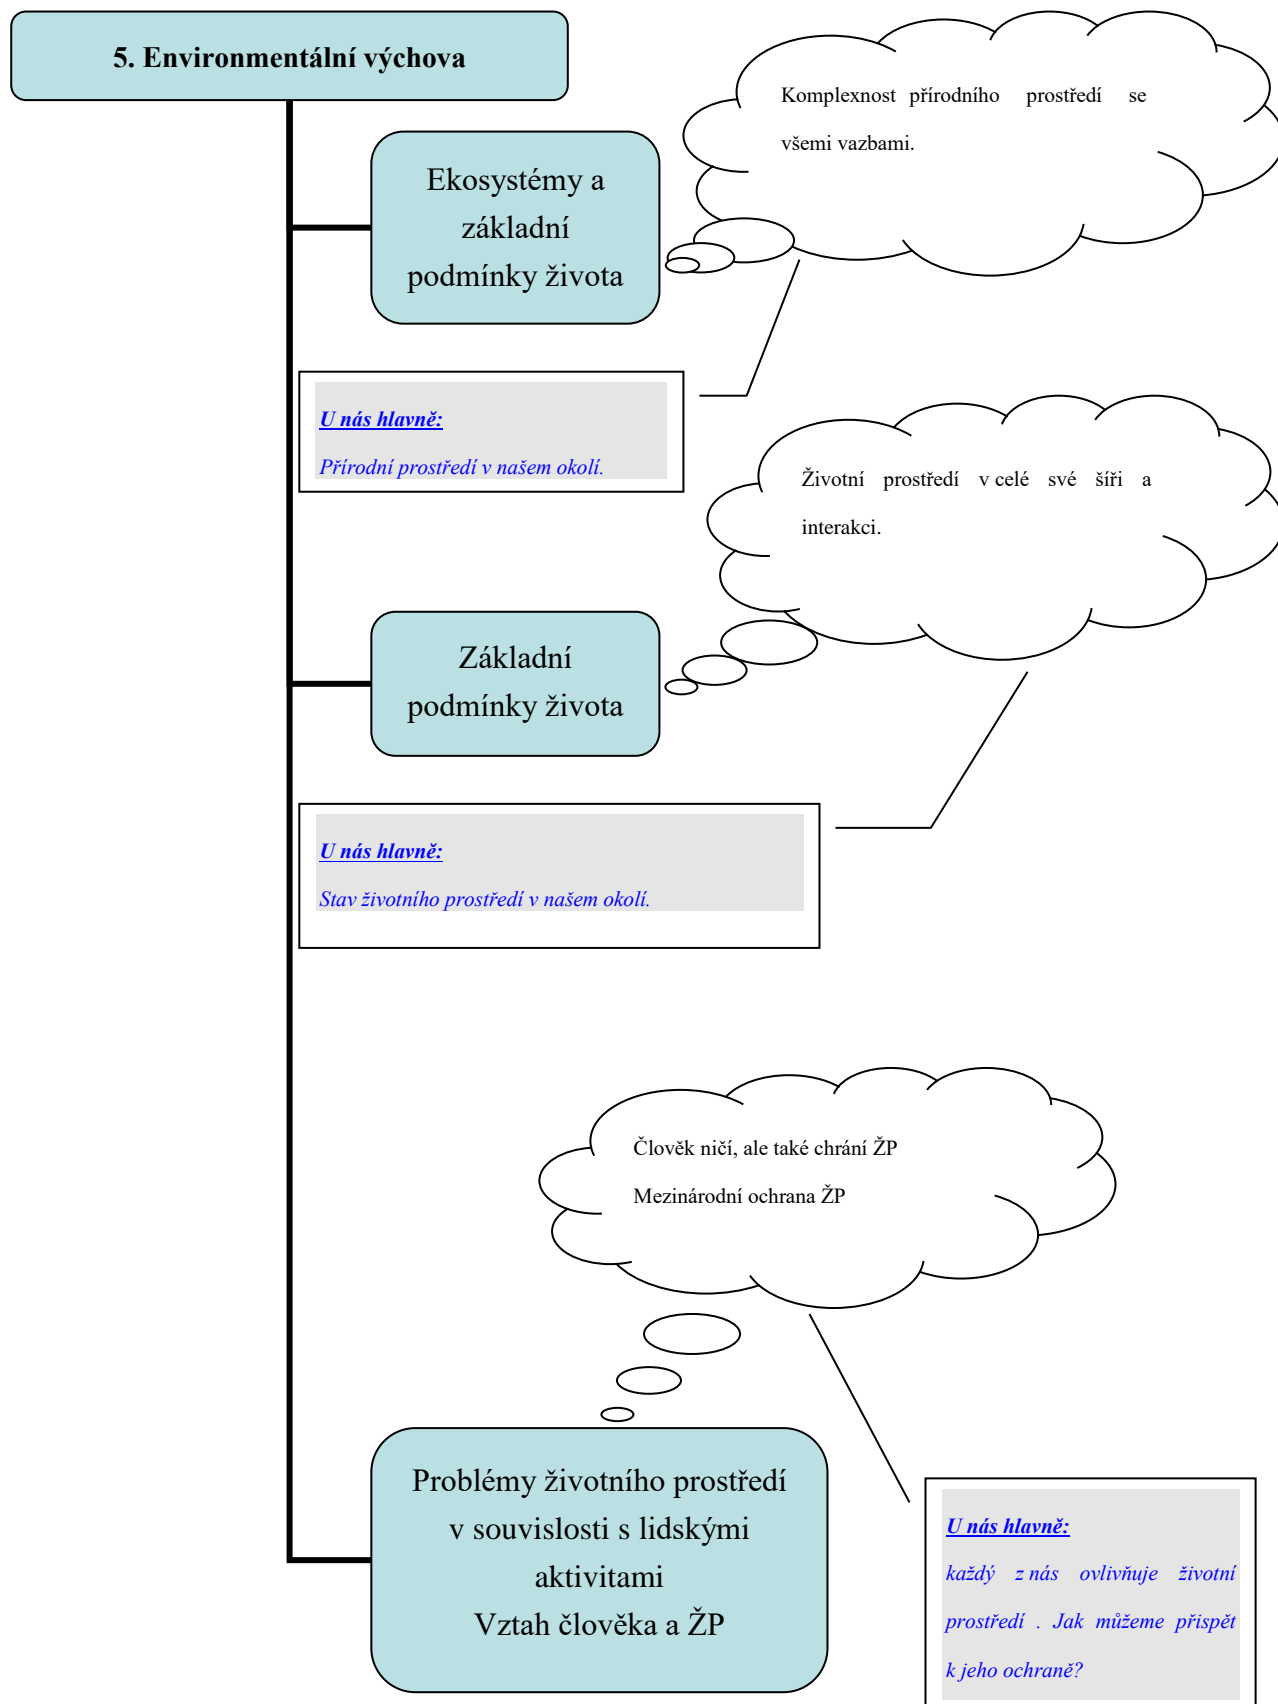 5. Environmentální výchova
Komplexnost přírodního prostředí se
všemi vazbami.
Ekosystémy a
základní
podmínky života
U nás hlavně:
Přírodní prostředí v našem okolí.
Životní prostředí v celé své šíři a
interakci.
Základní
podmínky života
U nás hlavně:
Stav životního prostředí v našem okolí.
Člověk ničí, ale také chrání ŽP
Mezinárodní ochrana ŽP
Problémy životního prostředí
v souvislosti s lidskými
aktivitami
Vztah člověka a ŽP
U nás hlavně:
každý z nás ovlivňuje životní
prostředí . Jak můžeme přispět
k jeho ochraně?